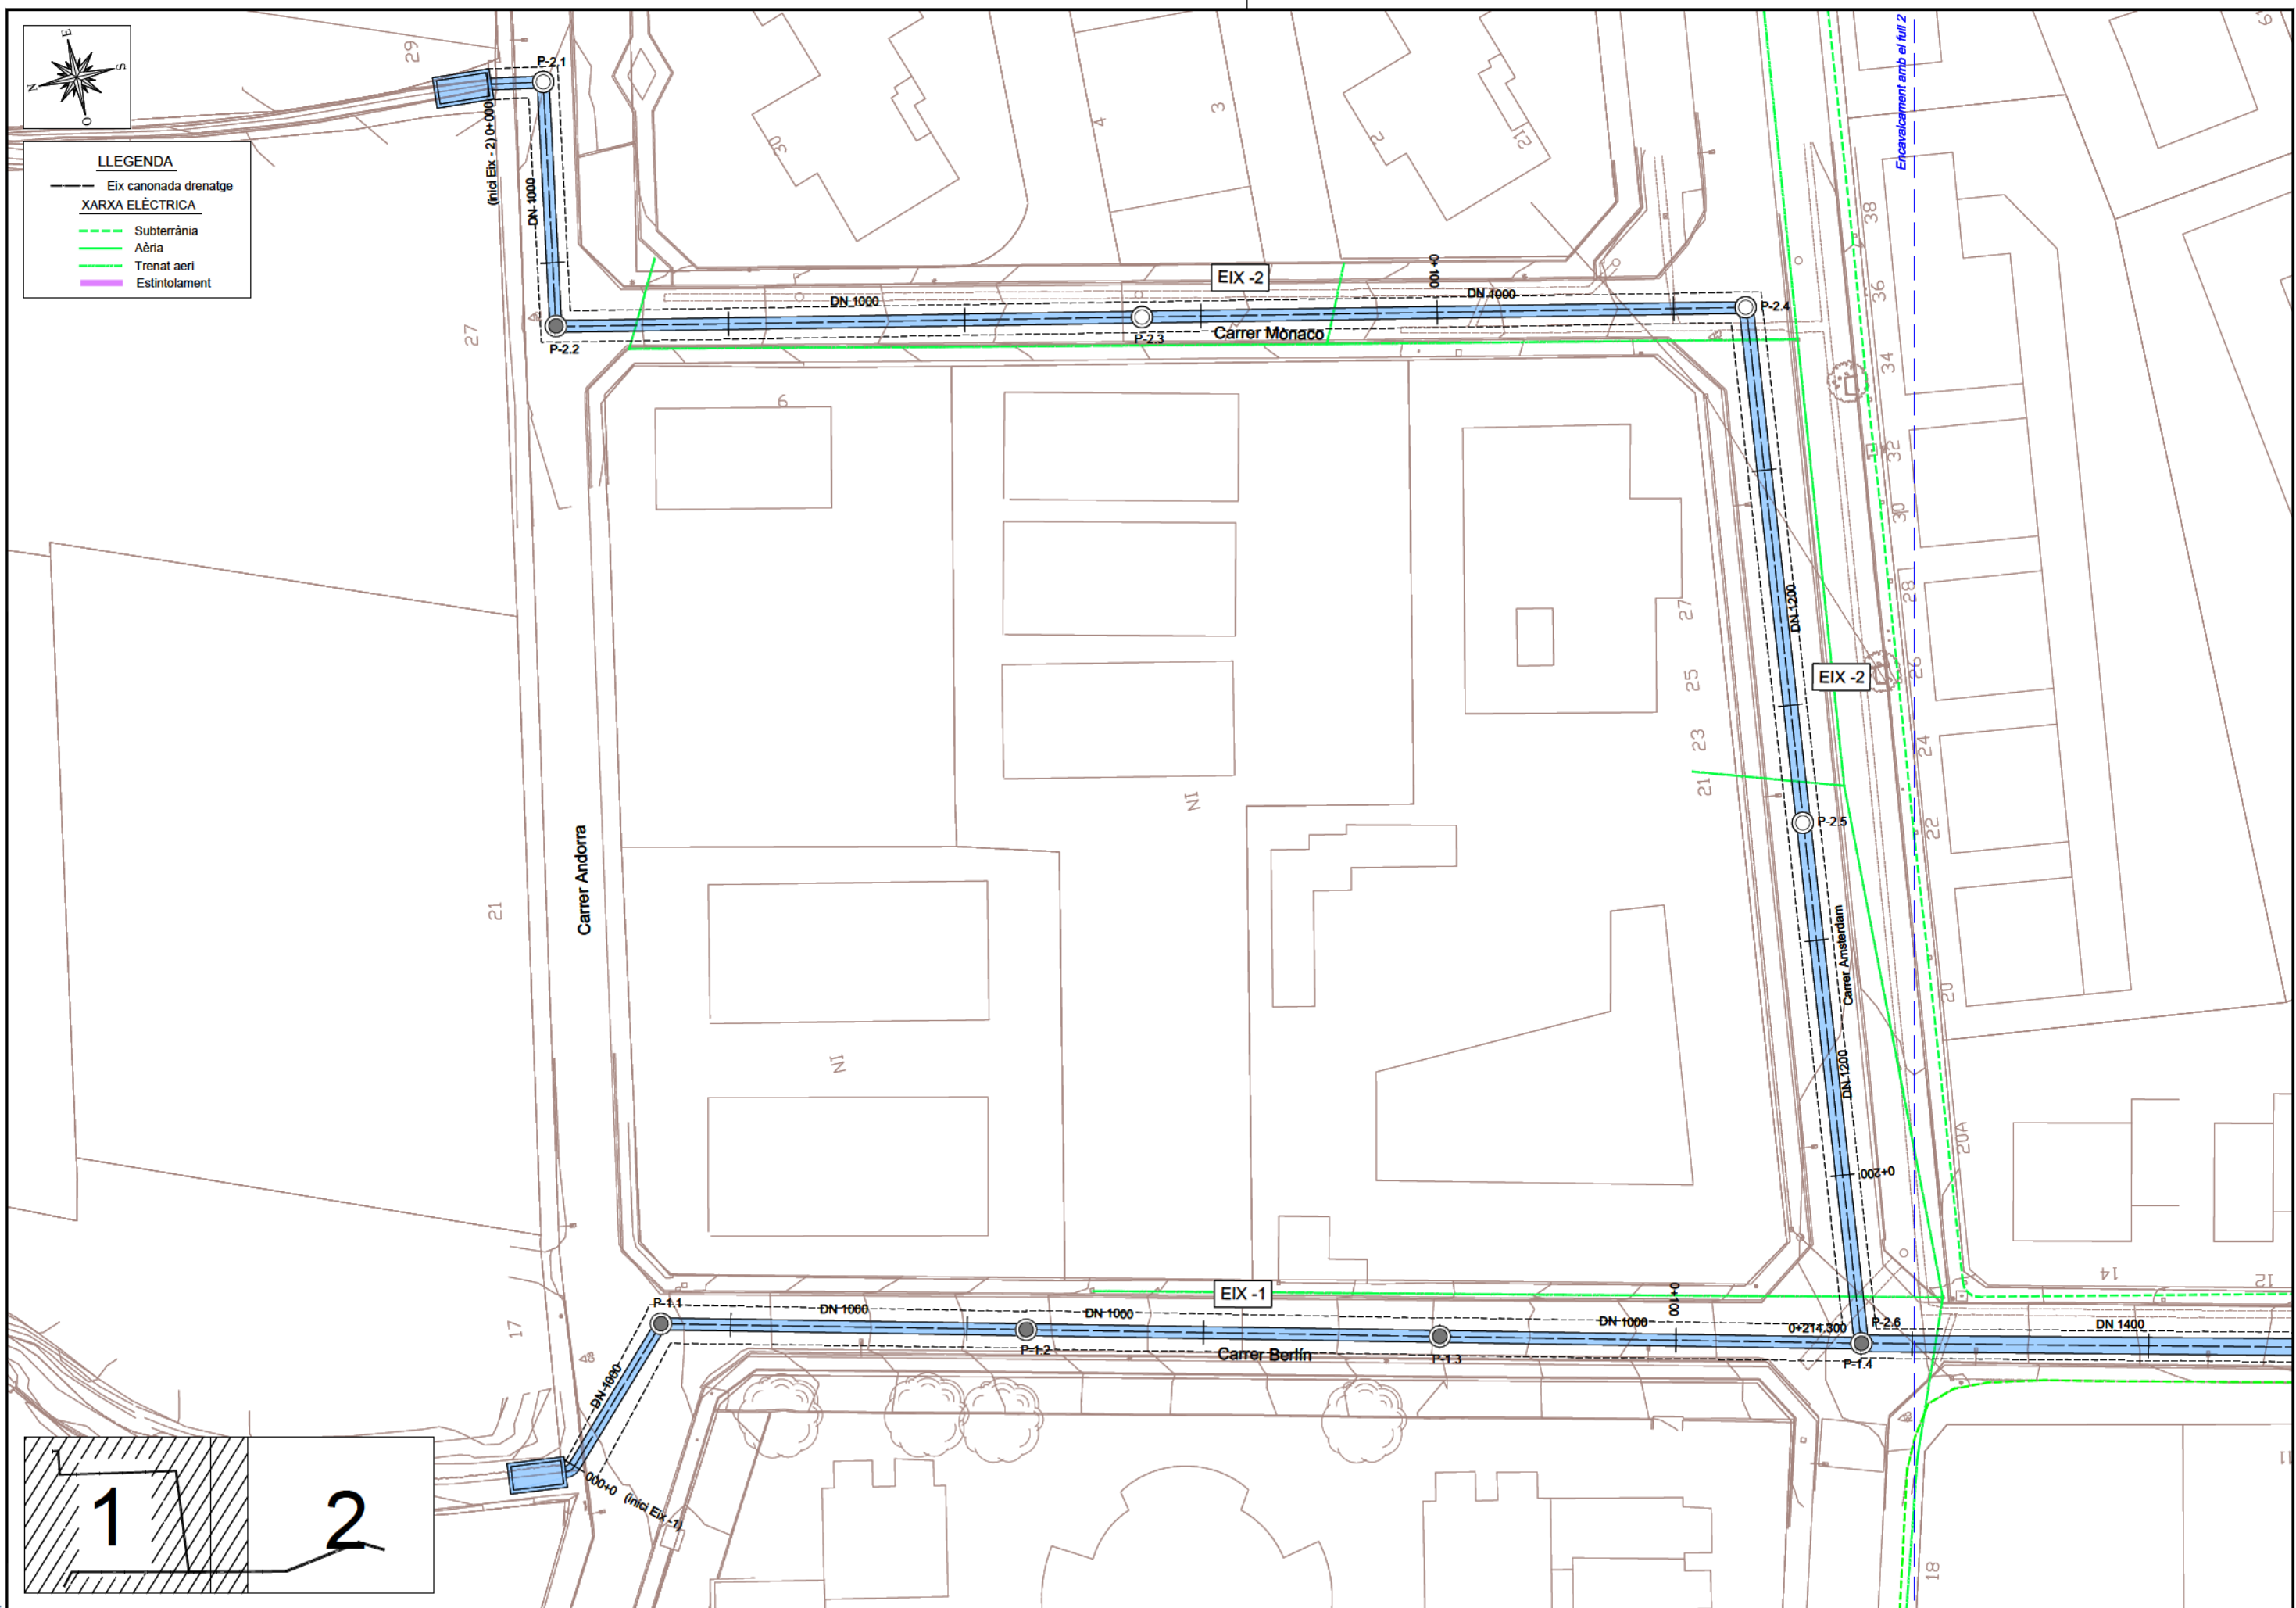 E
N
S
O
LLEGENDA
Eix canonada drenatge
XARXA ELÈCTRICA
Subterrània
Aèria
Trenat aeri
Estintolament
29
P-2.1
(inici Eix - 2) 0+000
DN 1000
30
4
3
2
21
Encavalcament amb el full 2
38
36
34
32
30
28
26
24
22
20
20A
27
P-2.2
DN 1000
EIX -2
P-2.3
Carrer Mònaco
0+100
DN 1000
P-2.4
6
DN 1200
EIX -2
27
25
23
21
P-2.5
NI
NI
Carrer Andorra
21
Carrer Amsterdam
DN 1200
0+200
14
12
17
P-1.1
DN 1000
DN 1000
EIX -1
DN 1000
0+100
0+214.300
P-2.6
DN 1400
P-1.2
Carrer Berlín
P-1.3
P-1.4
DN 1000
0+000 (inici Eix -1)
11
18
1
2